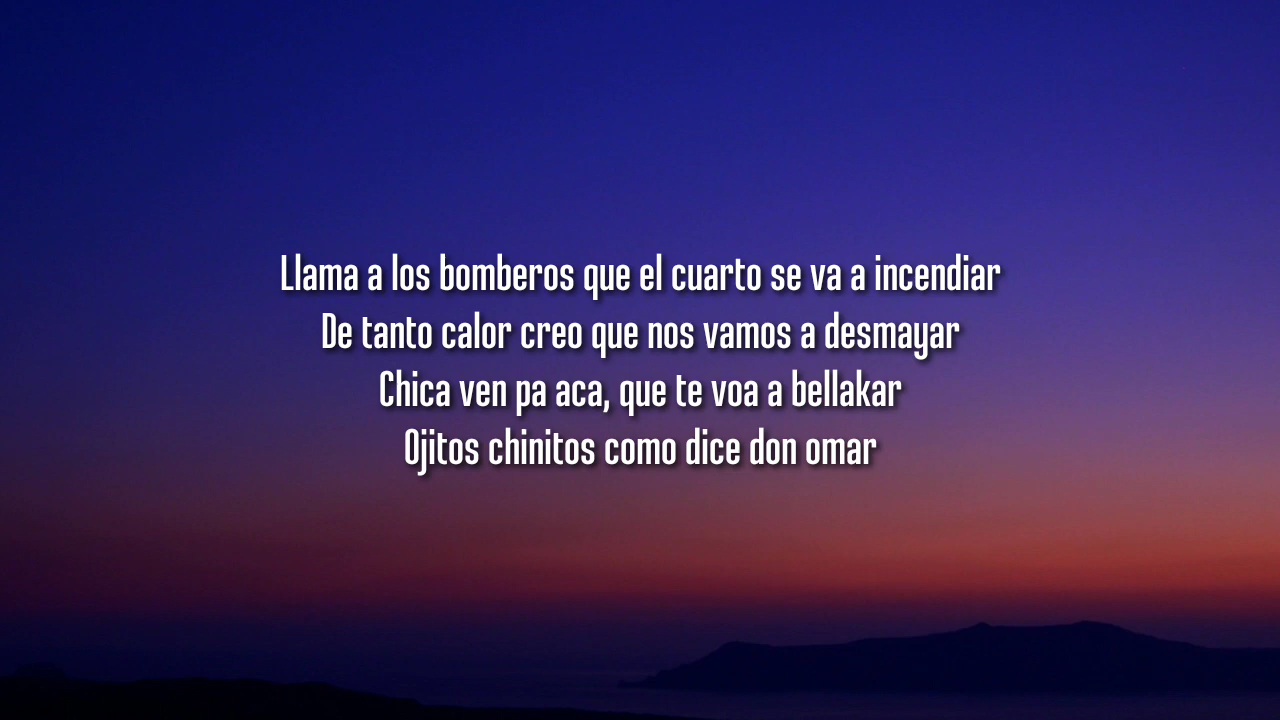 Llama a los bomberos que el cuarto se va a incendiar
De tanto calor creo que nos vamos a desmayar
Chica ven pa aca, que te voa a bellakar
Ojitos chinitos como dice don omar